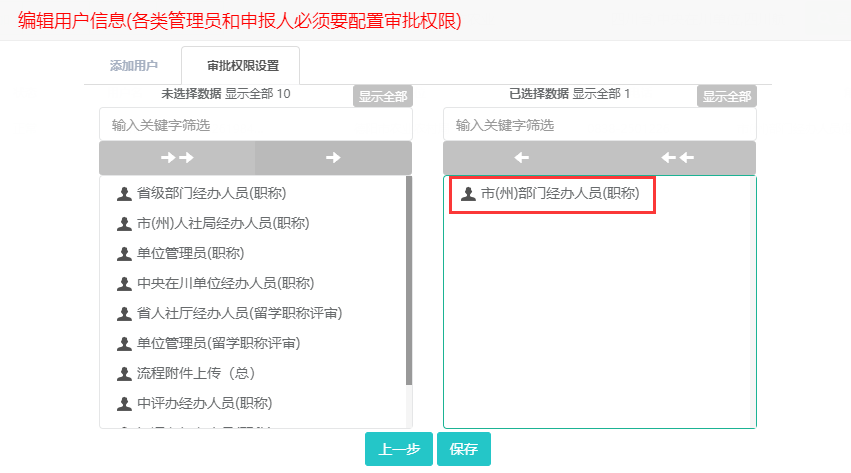 编辑用户信息(各类管理员和申报人必须要配置审批权限)
添加用户
审批权限设置
未选择数据 显示全部 10
显示全部
已选择数据 显示全部 1
显示全部
输入关键字筛选
输入关键字筛选
省级部门经办人员(职称)
市(州)人社局经办人员(职称)
单位管理员(职称)
中央在川单位经办人员(职称)
省人社厅经办人员(留学职称评审)
单位管理员(留学职称评审)
流程附件上传（总）
中评办经办人员(职称)
市(州)部门经办人员(职称)
上一步
保存